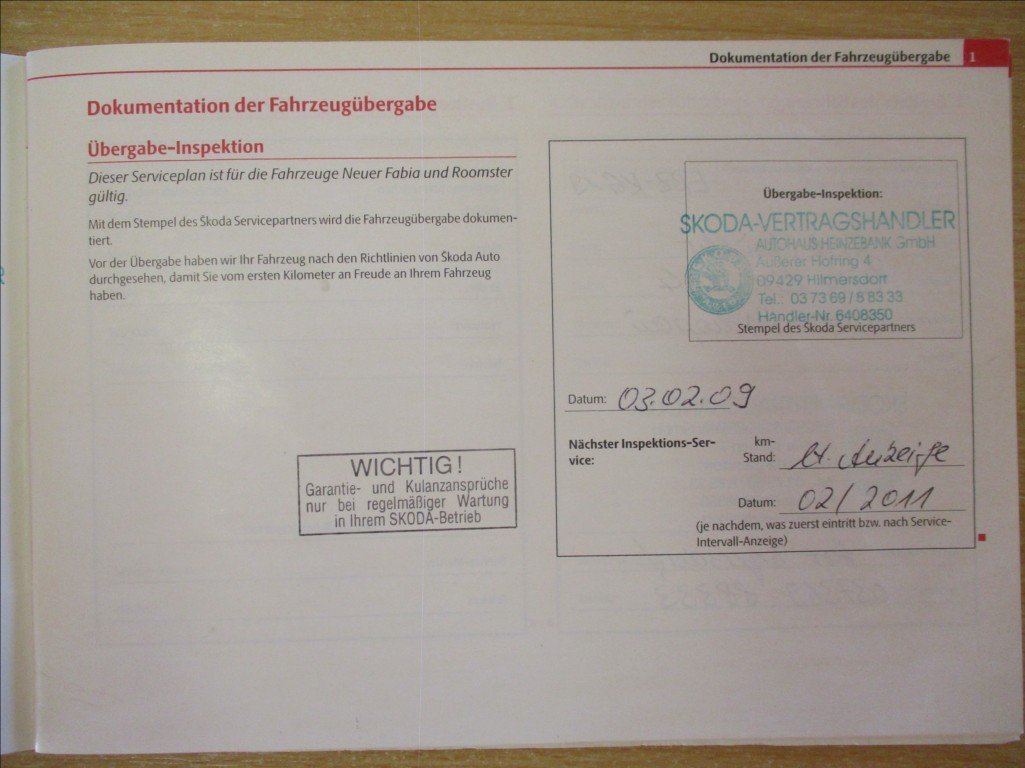 Dokumentation der Fahrzeugübergabe 1
Dokumentation der Fahrzeugübergabe
Übergabe-Inspektion
Dieser Serviceplan ist für die Fahrzeuge Neuer Fabia und Roomster
gültig.
Mit dem Stempel des Škoda Servicepartners wird die Fahrzeugübergabe dokumen-
tiert.
Vor der Übergabe haben wir Ihr Fahrzeug nach den Richtlinien von Škoda Auto
durchgesehen, damit Sie vom ersten Kilometer an Freude an Ihrem Fahrzeug
haben.
WICHTIG!
Garantie- und Kulanzansprüche
nur bei regelmäßiger Wartung
in Ihrem SKODA-Betrieb
Übergabe-Inspektion:
SKODA-VERTRAGSHÄNDLER
AUTOHAUS HEINZEBANK GmbH
Äußerer Hofring 4
09429 Hilmersdorf
Tel.: 03 73 69 / 8 83 33
Händler-Nr. 6408350
Stempel des Škoda Servicepartners
Datum: 03.02.09
Nächster Inspektions-Ser-
vice:
km-
Stand: lt. Anzeige
Datum: 02/2011
(je nachdem, was zuerst eintritt bzw. nach Service-
Intervall-Anzeige)